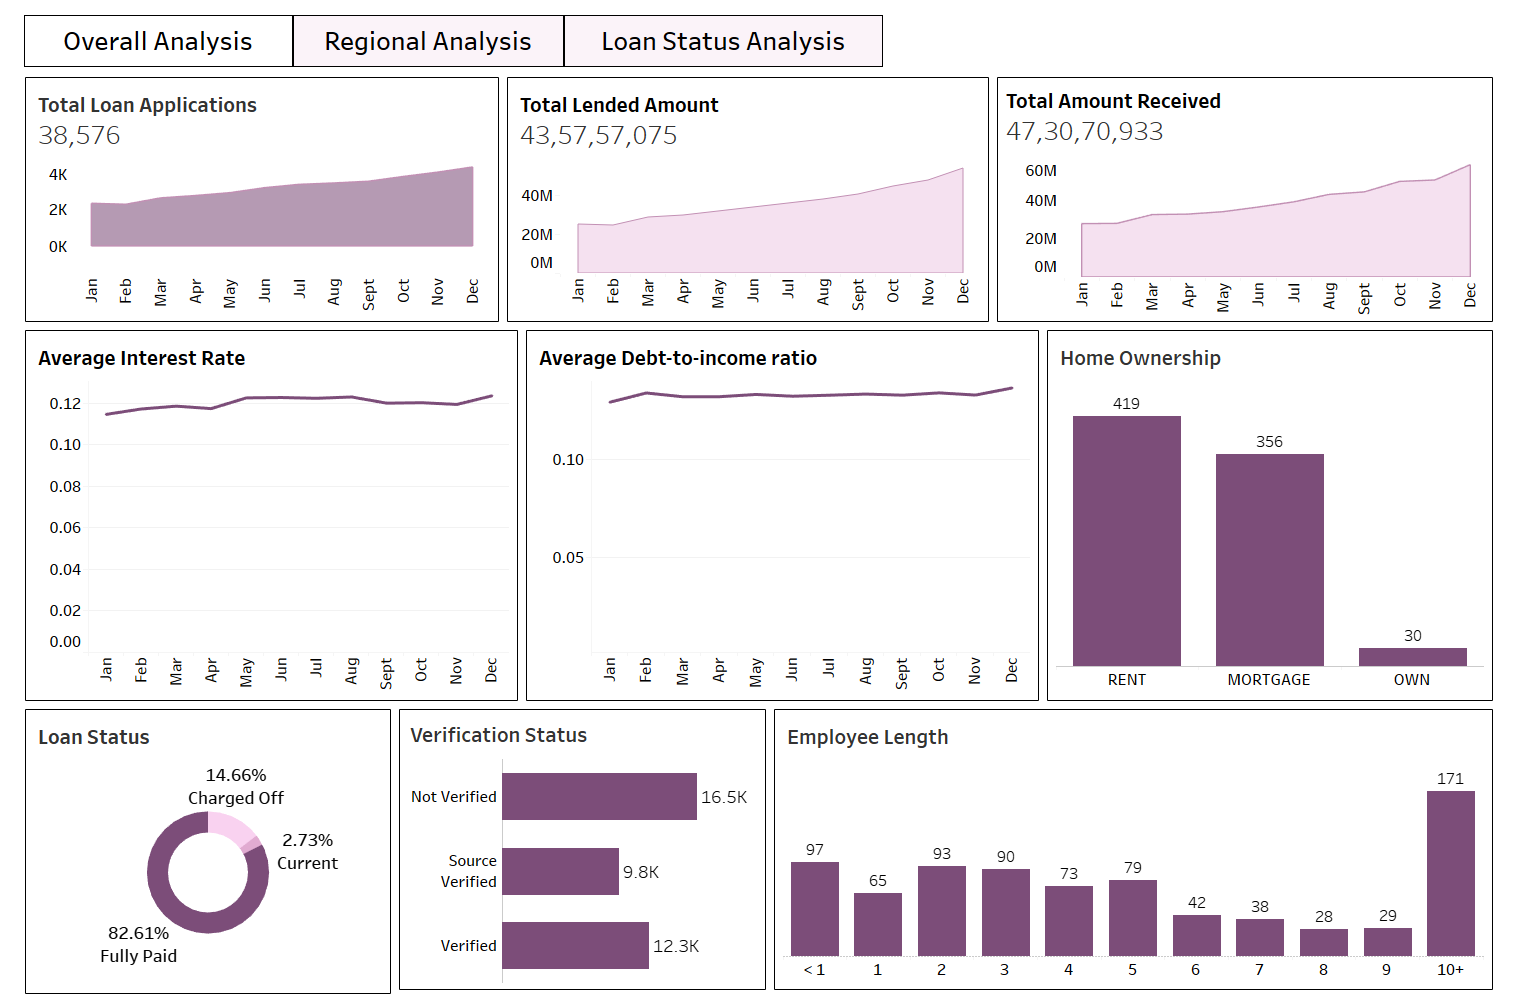 Overall Analysis
Regional Analysis
Loan Status Analysis
Total Loan Applications
38,576
4K
2K
0K
Jan
Feb
Mar
Apr
May
Jun
Jul
Aug
Sept
Oct
Nov
Dec
Total Lended Amount
43,57,57,075
40M
20M
0M
Jan
Feb
Mar
Apr
May
Jun
Jul
Aug
Sept
Oct
Nov
Dec
Total Amount Received
47,30,70,933
60M
40M
20M
0M
Jan
Feb
Mar
Apr
May
Jun
Jul
Aug
Sept
Oct
Nov
Dec
Average Interest Rate
0.12
0.10
0.08
0.06
0.04
0.02
0.00
Jan
Feb
Mar
Apr
May
Jun
Jul
Aug
Sept
Oct
Nov
Dec
Average Debt-to-income ratio
0.10
0.05
Jan
Feb
Mar
Apr
May
Jun
Jul
Aug
Sept
Oct
Nov
Dec
Home Ownership
419
356
30
RENT
MORTGAGE
OWN
Loan Status
14.66%
Charged Off
2.73%
Current
82.61%
Fully Paid
Verification Status
Not Verified
16.5K
Source
Verified
9.8K
Verified
12.3K
Employee Length
97
65
93
90
73
79
42
38
28
29
171
< 1
1
2
3
4
5
6
7
8
9
10+